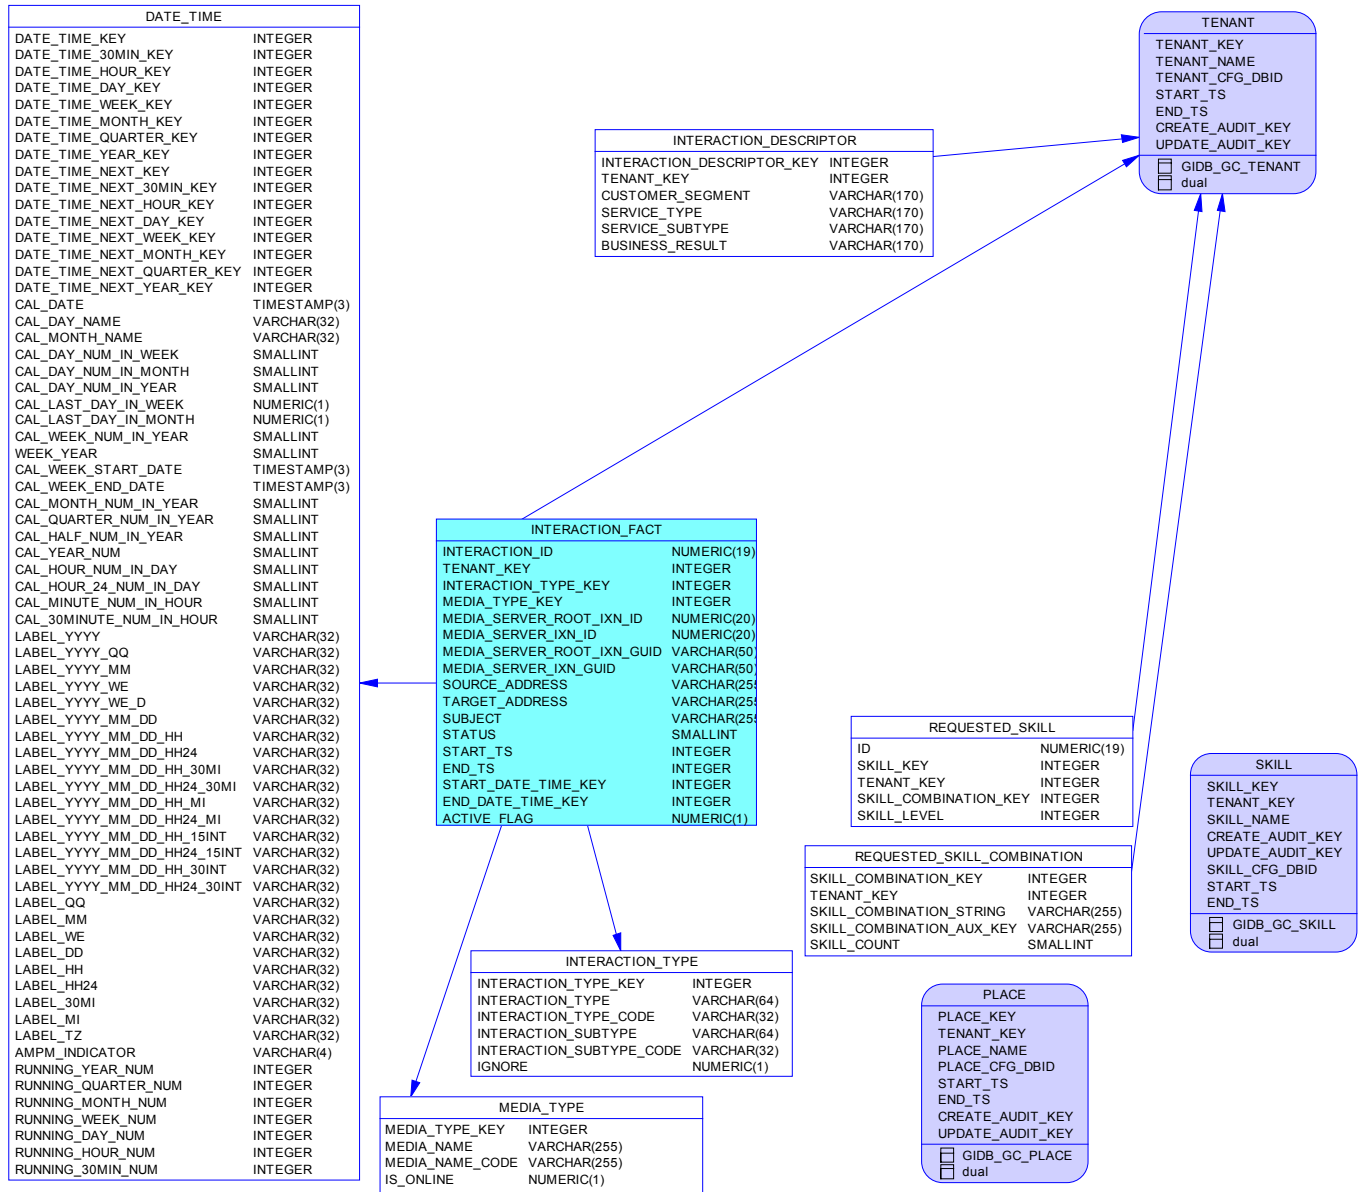 DATE_TIME
DATE_TIME_KEY INTEGER
DATE_TIME_30MIN_KEY INTEGER
DATE_TIME_HOUR_KEY INTEGER
DATE_TIME_DAY_KEY INTEGER
DATE_TIME_WEEK_KEY INTEGER
DATE_TIME_MONTH_KEY INTEGER
DATE_TIME_QUARTER_KEY INTEGER
DATE_TIME_YEAR_KEY INTEGER
DATE_TIME_NEXT_KEY INTEGER
DATE_TIME_NEXT_30MIN_KEY INTEGER
DATE_TIME_NEXT_HOUR_KEY INTEGER
DATE_TIME_NEXT_DAY_KEY INTEGER
DATE_TIME_NEXT_WEEK_KEY INTEGER
DATE_TIME_NEXT_MONTH_KEY INTEGER
DATE_TIME_NEXT_QUARTER_KEY INTEGER
DATE_TIME_NEXT_YEAR_KEY INTEGER
CAL_DATE TIMESTAMP(3)
CAL_DAY_NAME VARCHAR(32)
CAL_MONTH_NAME VARCHAR(32)
CAL_DAY_NUM_IN_WEEK SMALLINT
CAL_DAY_NUM_IN_MONTH SMALLINT
CAL_DAY_NUM_IN_YEAR SMALLINT
CAL_LAST_DAY_IN_WEEK NUMERIC(1)
CAL_LAST_DAY_IN_MONTH NUMERIC(1)
CAL_WEEK_NUM_IN_YEAR SMALLINT
WEEK_YEAR SMALLINT
CAL_WEEK_START_DATE TIMESTAMP(3)
CAL_WEEK_END_DATE TIMESTAMP(3)
CAL_MONTH_NUM_IN_YEAR SMALLINT
CAL_QUARTER_NUM_IN_YEAR SMALLINT
CAL_HALF_NUM_IN_YEAR SMALLINT
CAL_YEAR_NUM SMALLINT
CAL_HOUR_NUM_IN_DAY SMALLINT
CAL_HOUR_24_NUM_IN_DAY SMALLINT
CAL_MINUTE_NUM_IN_HOUR SMALLINT
CAL_30MINUTE_NUM_IN_HOUR SMALLINT
LABEL_YYYY VARCHAR(32)
LABEL_YYYY_QQ VARCHAR(32)
LABEL_YYYY_MM VARCHAR(32)
LABEL_YYYY_WE VARCHAR(32)
LABEL_YYYY_WE_D VARCHAR(32)
LABEL_YYYY_MM_DD VARCHAR(32)
LABEL_YYYY_MM_DD_HH VARCHAR(32)
LABEL_YYYY_MM_DD_HH24 VARCHAR(32)
LABEL_YYYY_MM_DD_HH_30MI VARCHAR(32)
LABEL_YYYY_MM_DD_HH24_30MI VARCHAR(32)
LABEL_YYYY_MM_DD_HH_MI VARCHAR(32)
LABEL_YYYY_MM_DD_HH24_MI VARCHAR(32)
LABEL_YYYY_MM_DD_HH_15INT VARCHAR(32)
LABEL_YYYY_MM_DD_HH24_15INT VARCHAR(32)
LABEL_YYYY_MM_DD_HH_30INT VARCHAR(32)
LABEL_YYYY_MM_DD_HH24_30INT VARCHAR(32)
LABEL_QQ VARCHAR(32)
LABEL_MM VARCHAR(32)
LABEL_WE VARCHAR(32)
LABEL_DD VARCHAR(32)
LABEL_HH VARCHAR(32)
LABEL_HH24 VARCHAR(32)
LABEL_30MI VARCHAR(32)
LABEL_MI VARCHAR(32)
LABEL_TZ VARCHAR(32)
AMPM_INDICATOR VARCHAR(4)
RUNNING_YEAR_NUM INTEGER
RUNNING_QUARTER_NUM INTEGER
RUNNING_MONTH_NUM INTEGER
RUNNING_WEEK_NUM INTEGER
RUNNING_DAY_NUM INTEGER
RUNNING_HOUR_NUM INTEGER
RUNNING_30MIN_NUM INTEGER
TENANT
TENANT_KEY
TENANT_NAME
TENANT_CFG_DBID
START_TS
END_TS
CREATE_AUDIT_KEY
UPDATE_AUDIT_KEY
GIDB_GC_TENANT
dual
INTERACTION_DESCRIPTOR
INTERACTION_DESCRIPTOR_KEY INTEGER
TENANT_KEY INTEGER
CUSTOMER_SEGMENT VARCHAR(170)
SERVICE_TYPE VARCHAR(170)
SERVICE_SUBTYPE VARCHAR(170)
BUSINESS_RESULT VARCHAR(170)
INTERACTION_FACT
INTERACTION_ID NUMERIC(19)
TENANT_KEY INTEGER
INTERACTION_TYPE_KEY INTEGER
MEDIA_TYPE_KEY INTEGER
MEDIA_SERVER_ROOT_IXN_ID NUMERIC(20)
MEDIA_SERVER_IXN_ID NUMERIC(20)
MEDIA_SERVER_ROOT_IXN_GUID VARCHAR(50)
MEDIA_SERVER_IXN_GUID VARCHAR(50)
SOURCE_ADDRESS VARCHAR(255
TARGET_ADDRESS VARCHAR(255
SUBJECT VARCHAR(255
STATUS SMALLINT
START_TS INTEGER
END_TS INTEGER
START_DATE_TIME_KEY INTEGER
END_DATE_TIME_KEY INTEGER
ACTIVE_FLAG NUMERIC(1)
REQUESTED_SKILL
ID NUMERIC(19)
SKILL_KEY INTEGER
TENANT_KEY INTEGER
SKILL_COMBINATION_KEY INTEGER
SKILL_LEVEL INTEGER
SKILL
SKILL_KEY
TENANT_KEY
SKILL_NAME
CREATE_AUDIT_KEY
UPDATE_AUDIT_KEY
SKILL_CFG_DBID
START_TS
END_TS
GIDB_GC_SKILL
dual
REQUESTED_SKILL_COMBINATION
SKILL_COMBINATION_KEY INTEGER
TENANT_KEY INTEGER
SKILL_COMBINATION_STRING VARCHAR(255)
SKILL_COMBINATION_AUX_KEY VARCHAR(255)
SKILL_COUNT SMALLINT
INTERACTION_TYPE
INTERACTION_TYPE_KEY INTEGER
INTERACTION_TYPE VARCHAR(64)
INTERACTION_TYPE_CODE VARCHAR(32)
INTERACTION_SUBTYPE VARCHAR(64)
INTERACTION_SUBTYPE_CODE VARCHAR(32)
IGNORE NUMERIC(1)
PLACE
PLACE_KEY
TENANT_KEY
PLACE_NAME
PLACE_CFG_DBID
START_TS
END_TS
CREATE_AUDIT_KEY
UPDATE_AUDIT_KEY
GIDB_GC_PLACE
dual
MEDIA_TYPE
MEDIA_TYPE_KEY INTEGER
MEDIA_NAME VARCHAR(255)
MEDIA_NAME_CODE VARCHAR(255)
IS_ONLINE NUMERIC(1)